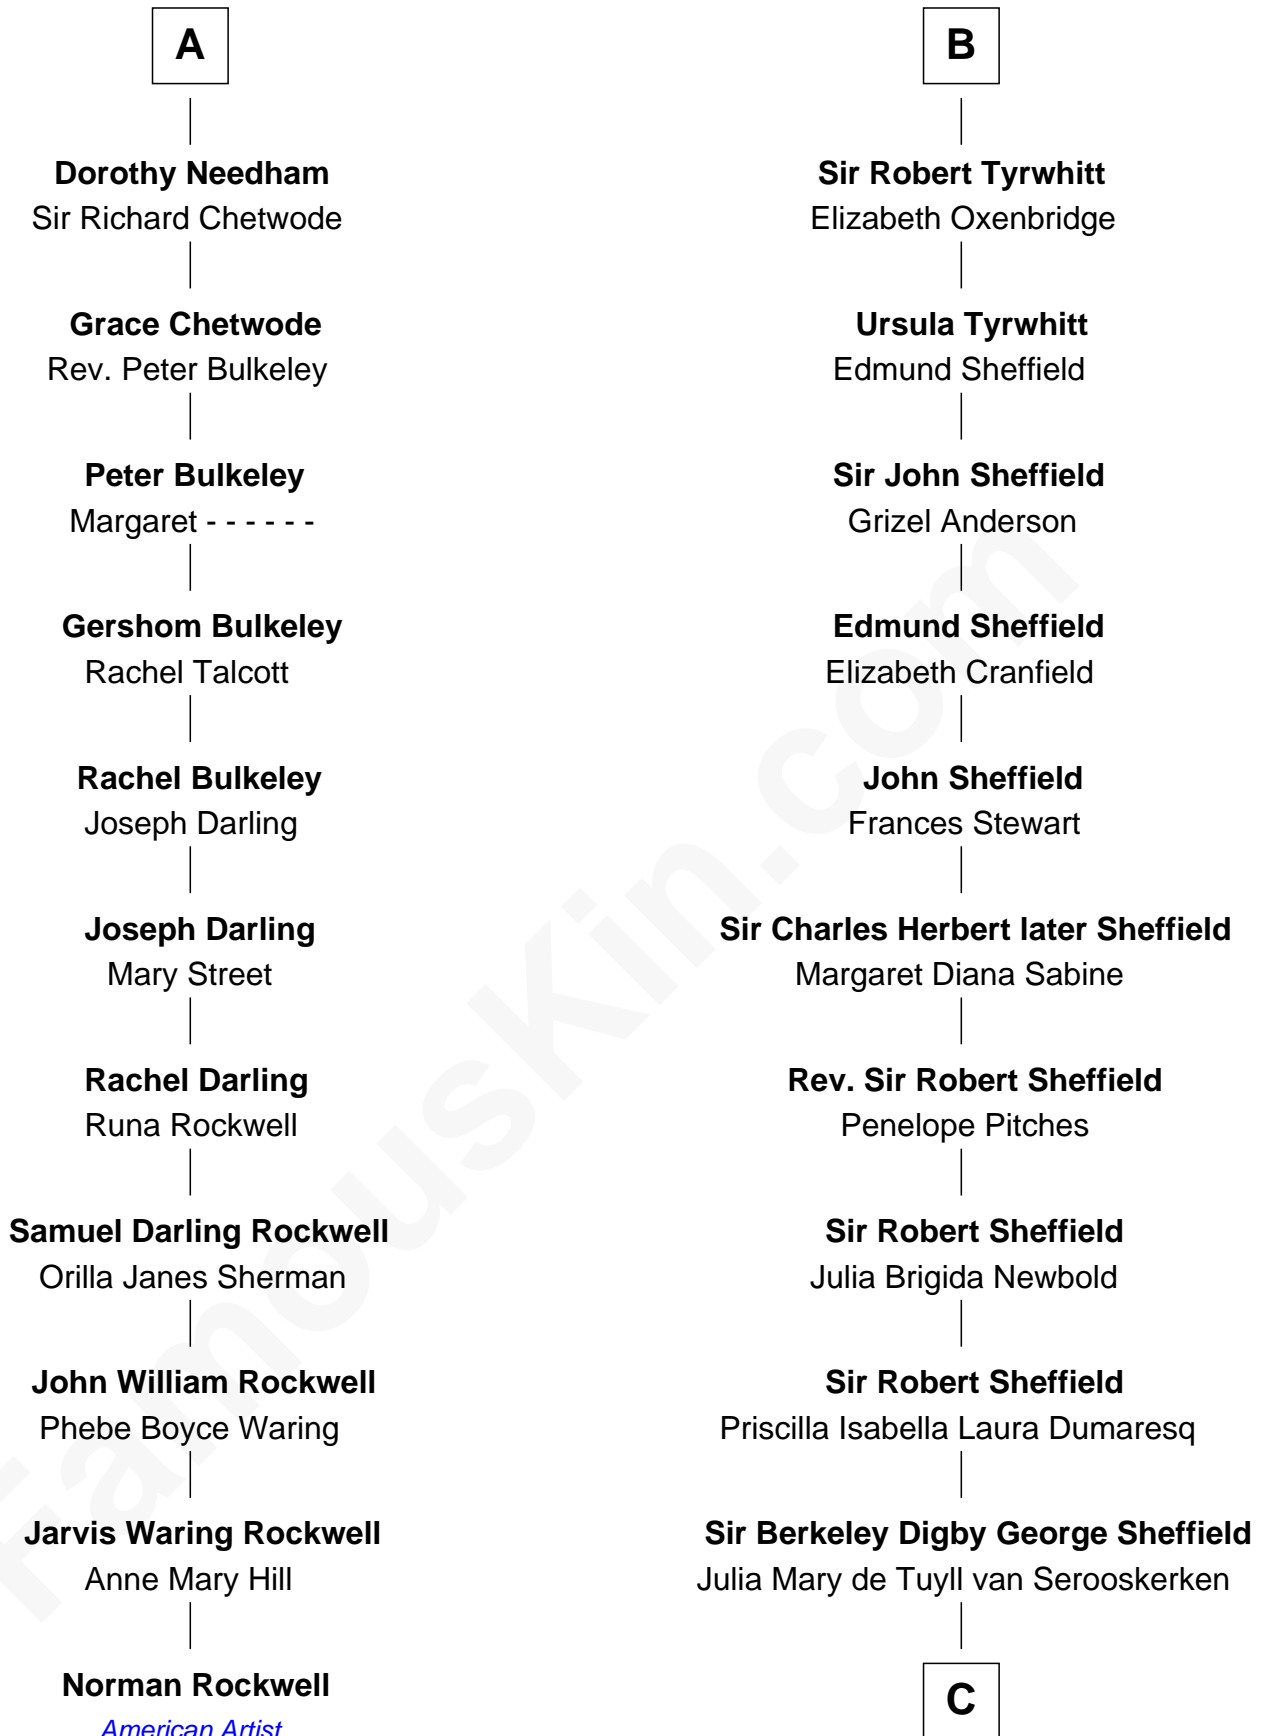 A
Dorothy Needham
Sir Richard Chetwode
Grace Chetwode
Rev. Peter Bulkeley
Peter Bulkeley
Margaret - - - - - -
Gershom Bulkeley
Rachel Talcott
Rachel Bulkeley
Joseph Darling
Joseph Darling
Mary Street
Rachel Darling
Runa Rockwell
Samuel Darling Rockwell
Orilla Janes Sherman
John William Rockwell
Phebe Boyce Waring
Jarvis Waring Rockwell
Anne Mary Hill
Norman Rockwell
American Artist
B
Sir Robert Tyrwhitt
Elizabeth Oxenbridge
Ursula Tyrwhitt
Edmund Sheffield
Sir John Sheffield
Grizel Anderson
Edmund Sheffield
Elizabeth Cranfield
John Sheffield
Frances Stewart
Sir Charles Herbert later Sheffield
Margaret Diana Sabine
Rev. Sir Robert Sheffield
Penelope Pitches
Sir Robert Sheffield
Julia Brigida Newbold
Sir Robert Sheffield
Priscilla Isabella Laura Dumaresq
Sir Berkeley Digby George Sheffield
Julia Mary de Tuyll van Serooskerken
C
FamousKin.com